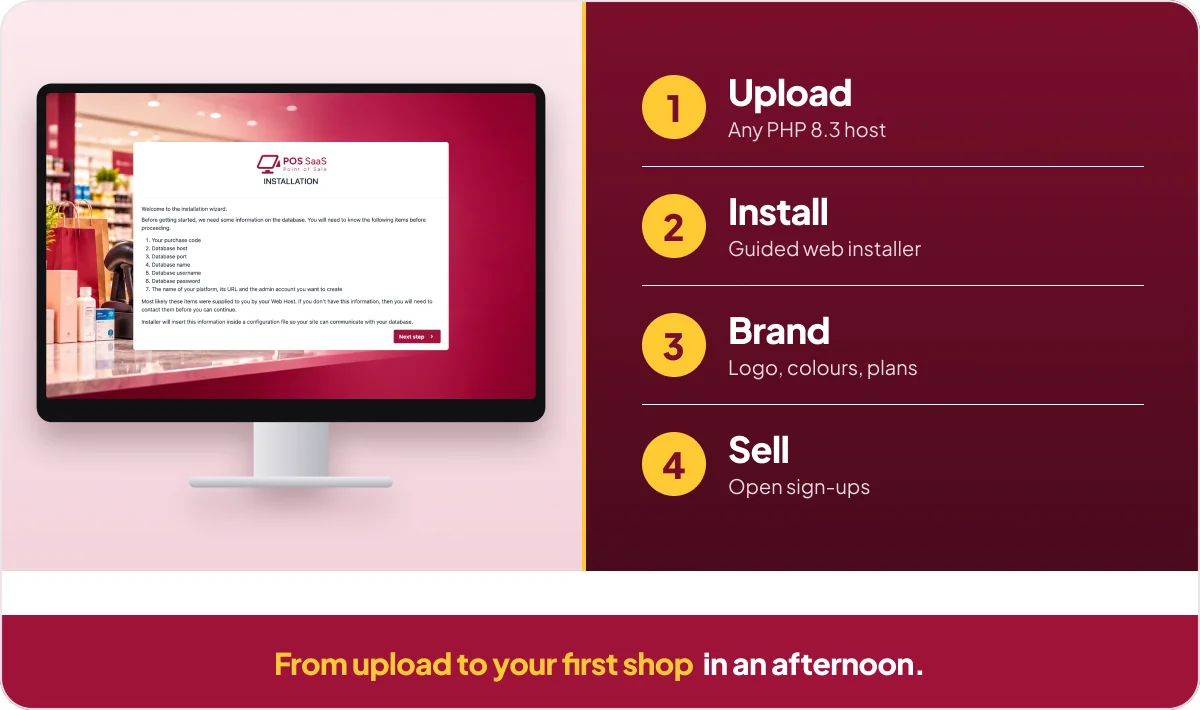 POS SaaS
Point of Sale
INSTALLATION
Welcome to the installation wizard.
Before getting started, we need some information on the database. You will need to know the following items before
proceeding.
1. Your purchase code
2. Database host
3. Database port
4. Database name
5. Database username
6. Database password
7. The name of your platform, its URL and the admin account you want to create
Most likely these items were supplied to you by your Web Host. If you don't have this information, then you will need to
contact them before you can continue.
Installer will insert this information inside a configuration file so your site can communicate with your database.
Next step
1
Upload
Any PHP 8.3 host
2
Install
Guided web installer
3
Brand
Logo, colours, plans
4
Sell
Open sign-ups
From upload to your first shop in an afternoon.